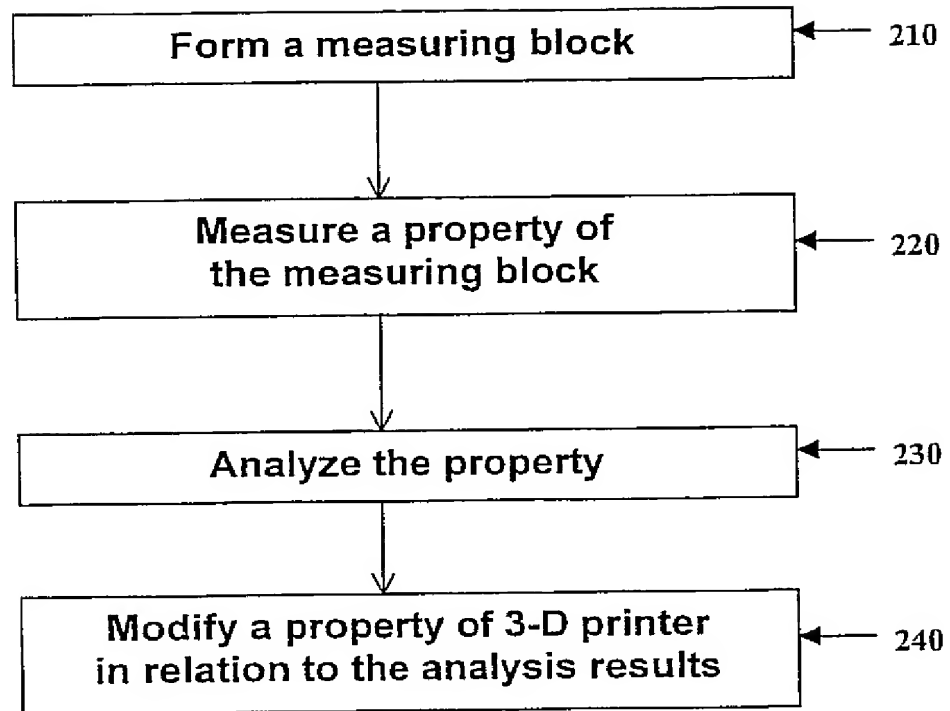 Form a measuring block
210
Measure a property of
the measuring block
220
Analyze the property
230
Modify a property of 3-D printer
in relation to the analysis results
240